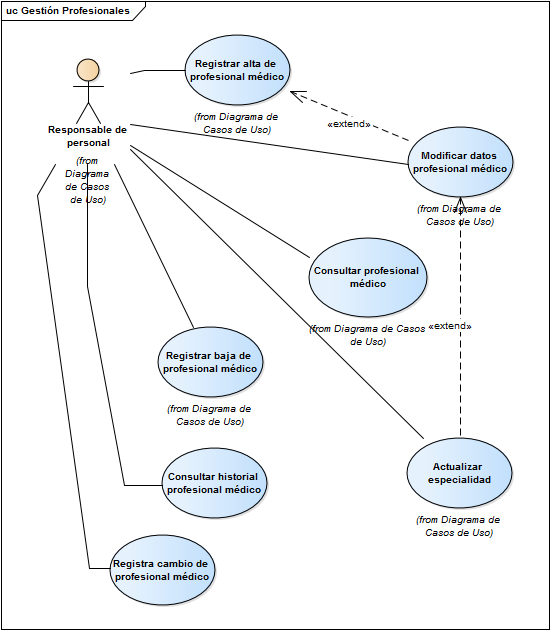 uc Gestión Profesionales
Registrar alta de
profesional médico
(from Diagrama de
Casos de Uso)
«extend»
Responsable de
personal
(from
Diagrama
de Casos
de Uso)
Modificar datos
profesional médico
(from Diagrama de
Casos de Uso)
Consultar profesional
médico
(from Diagrama de Casos
de Uso)
«extend»
Registrar baja de
profesional médico
(from Diagrama de
Casos de Uso)
Actualizar
especialidad
(from Diagrama de
Casos de Uso)
Consultar historial
profesional médico
Registra cambio de
profesional médico